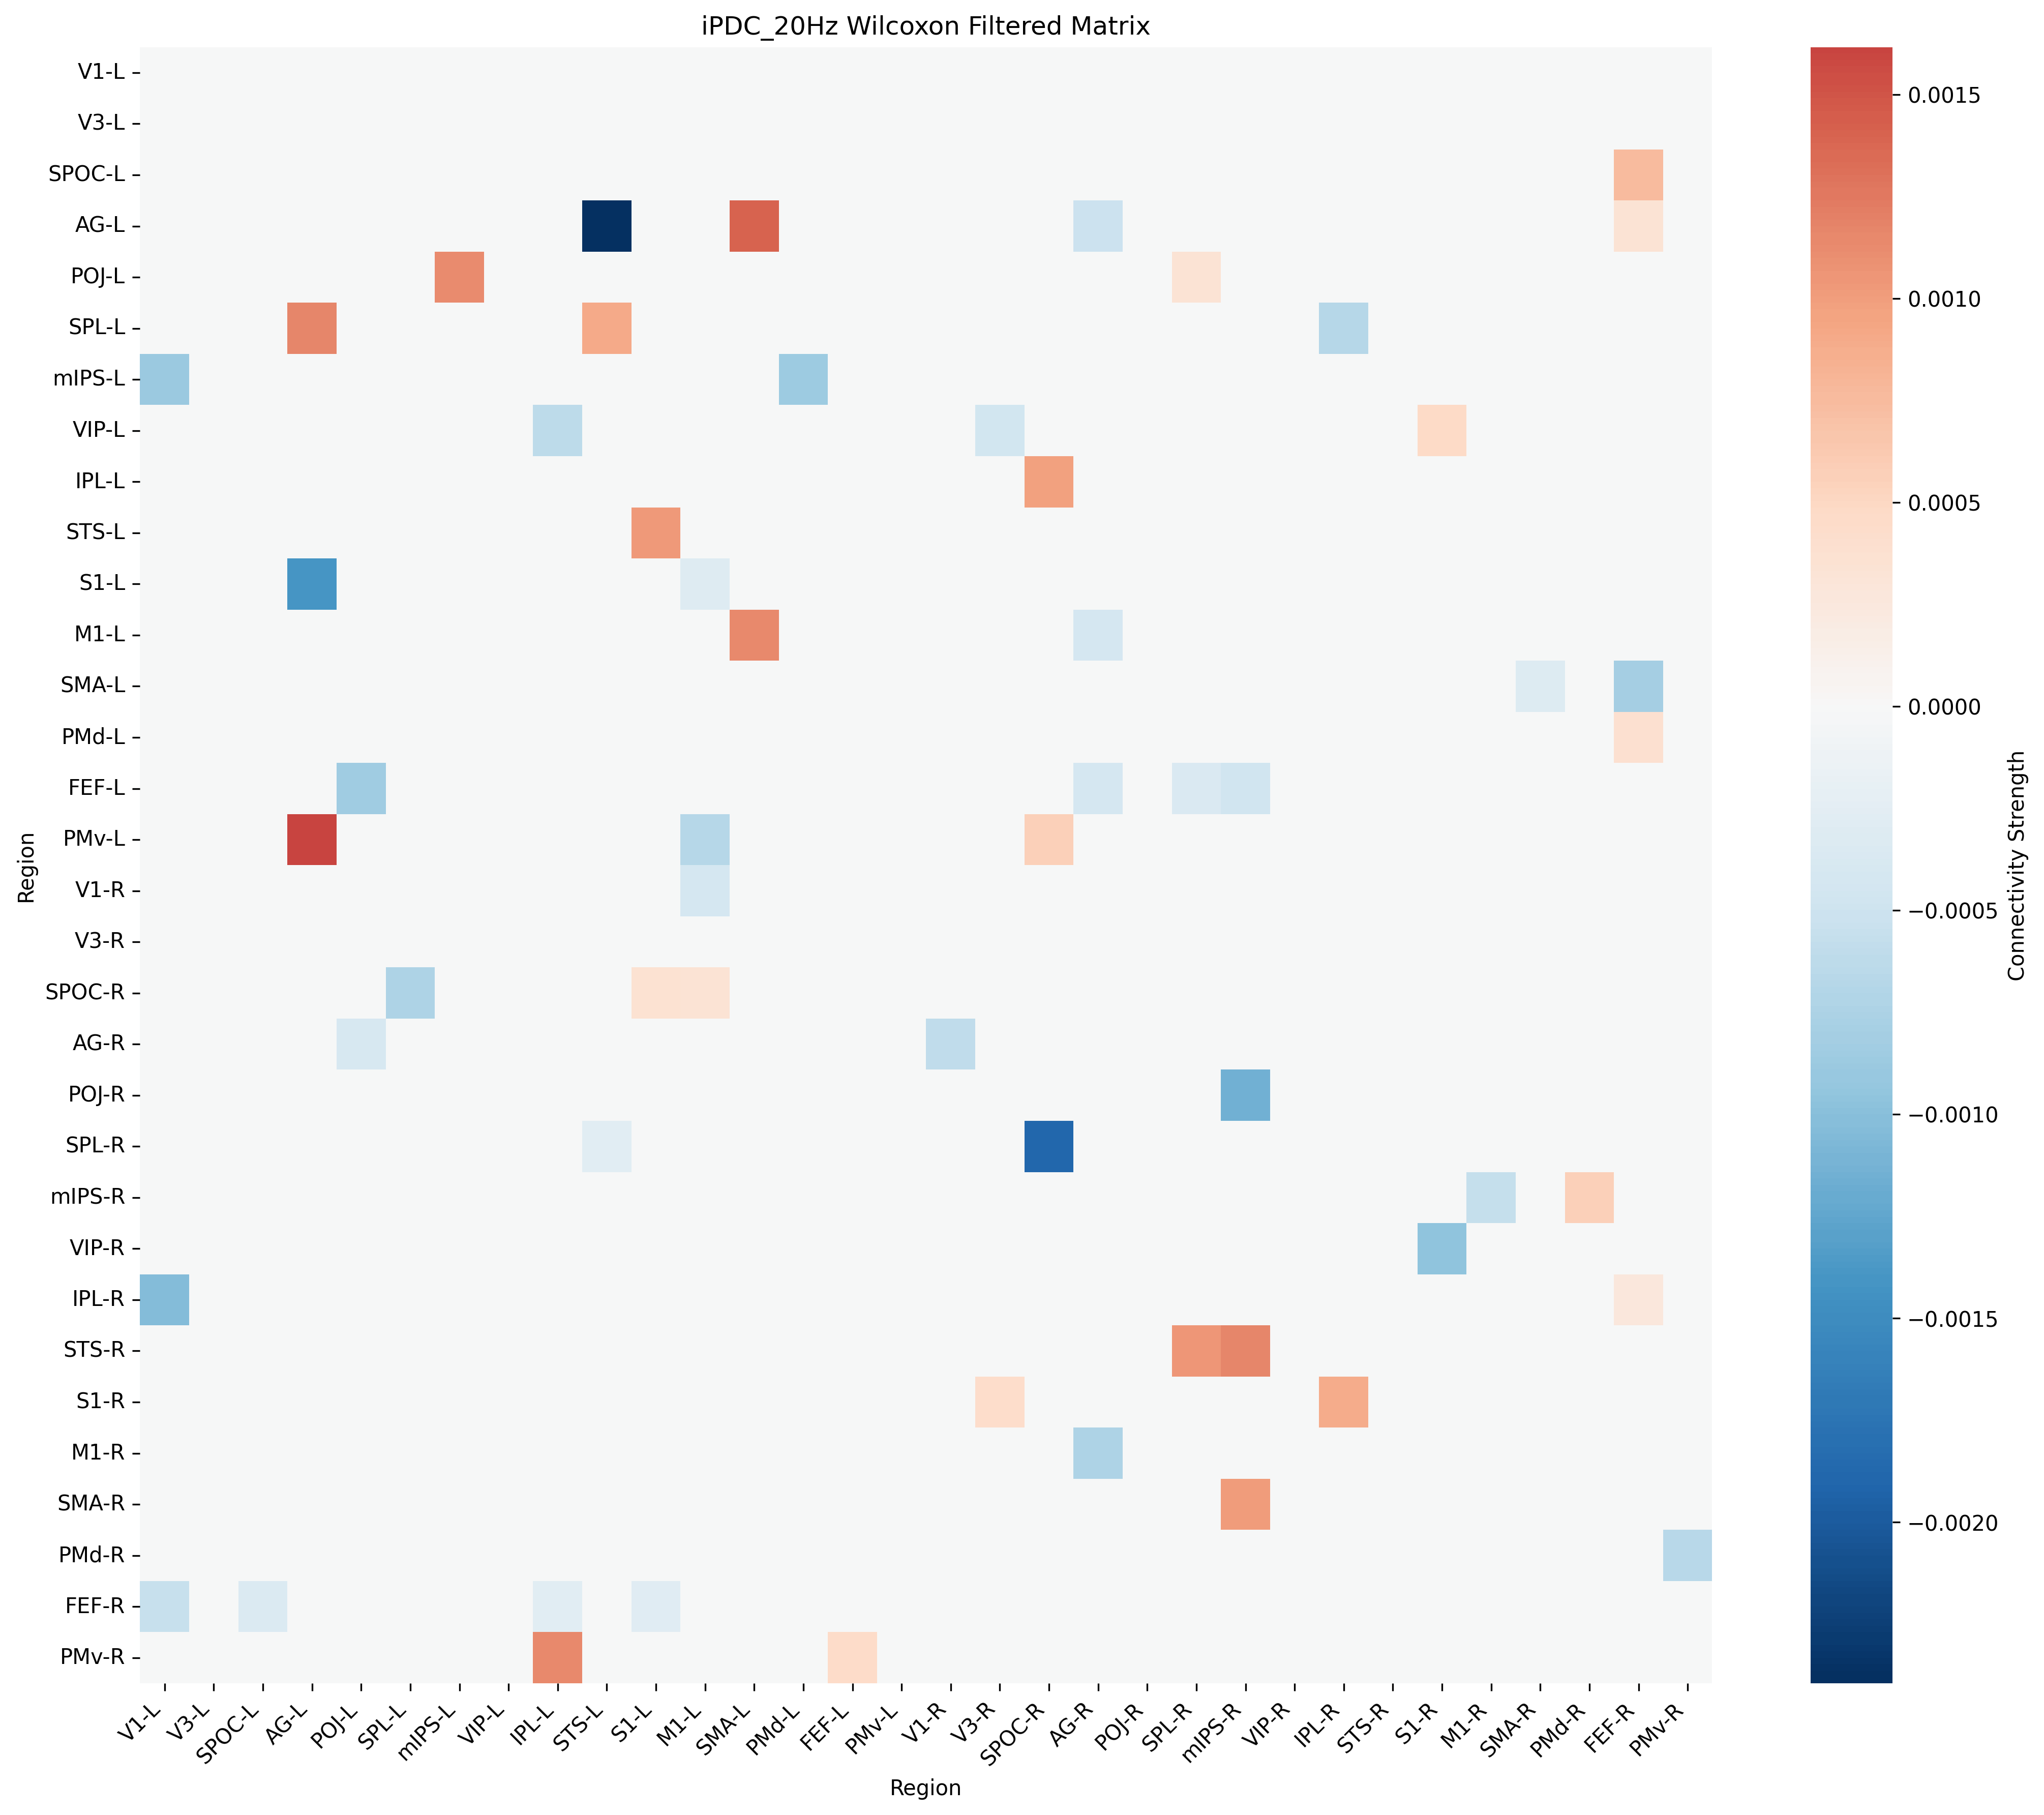 iPDC_20Hz Wilcoxon Filtered Matrix
V1-L
V3-L
SPOC-L
AG-L
POJ-L
SPL-L
mIPS-L
VIP-L
IPL-L
STS-L
S1-L
M1-L
SMA-L
PMd-L
FEF-L
PMv-L
V1-R
V3-R
SPOC-R
AG-R
POJ-R
SPL-R
mIPS-R
VIP-R
IPL-R
STS-R
S1-R
M1-R
SMA-R
PMd-R
FEF-R
PMv-R
Region
V1-L
V3-L
SPOC-L
AG-L
POJ-L
SPL-L
mIPS-L
VIP-L
IPL-L
STS-L
S1-L
M1-L
SMA-L
PMd-L
FEF-L
PMv-L
V1-R
V3-R
SPOC-R
AG-R
POJ-R
SPL-R
mIPS-R
VIP-R
IPL-R
STS-R
S1-R
M1-R
SMA-R
PMd-R
FEF-R
PMv-R
Region
0.0015
0.0010
0.0005
0.0000
−0.0005
−0.0010
−0.0015
−0.0020
Connectivity Strength